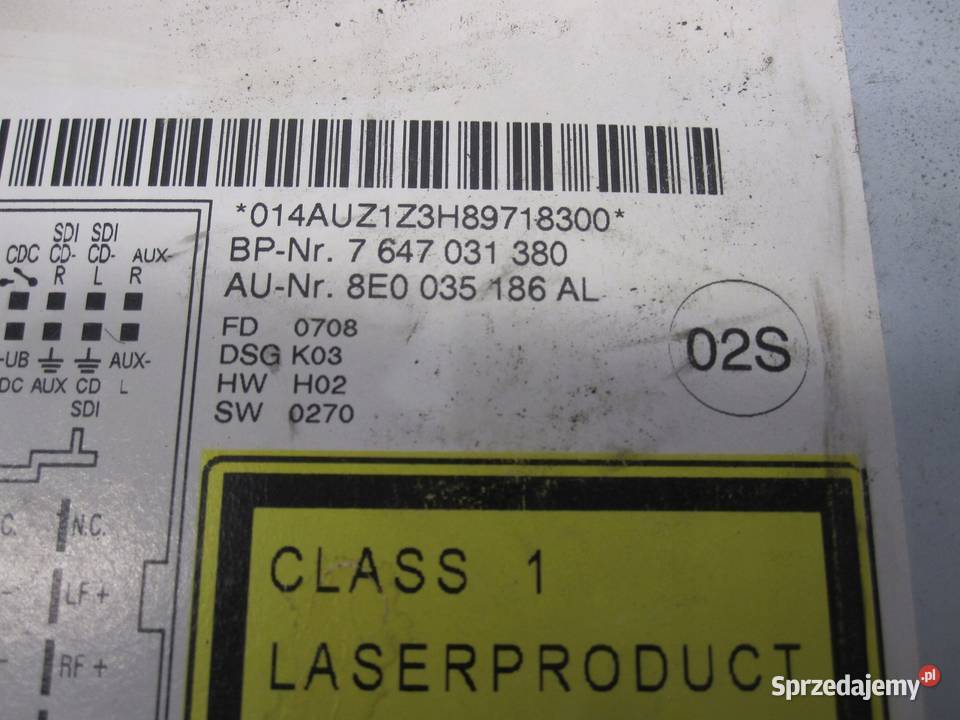 *014AUZ1Z3H89718300*
BP-Nr. 7 647 031 380
AU-Nr. 8E0 035 186 AL
FD 0708
DSG K03
HW H02
SW 0270
02S
SDI SDI
CDC CD- CD- AUX-
R L R
-UB AUX-
DC AUX CD L
SDI
C. N.C.
- LF+
- RF+
CLASS 1
LASERPRODUCT
Sprzedajemy.pl